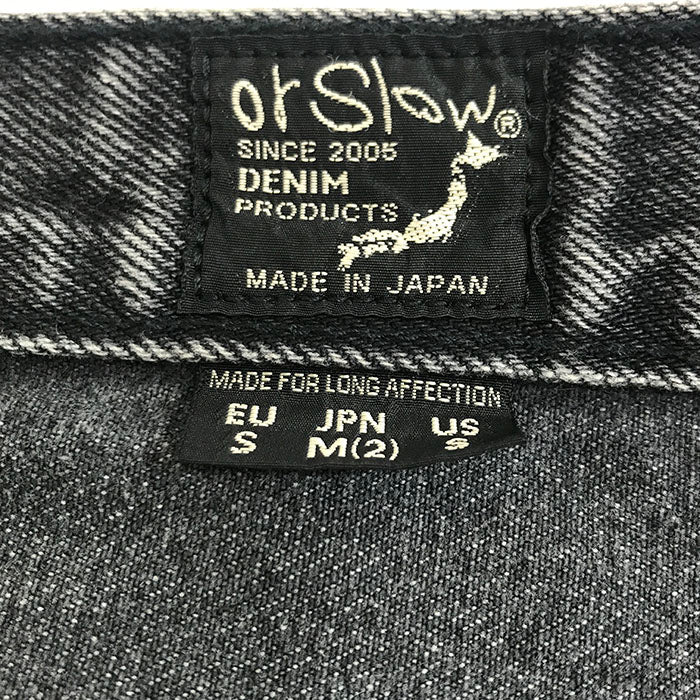 orSlow®
SINCE 2005
DENIM
PRODUCTS
MADE IN JAPAN
MADE FOR LONG AFFECTION
EU JPN US
S M(2) S